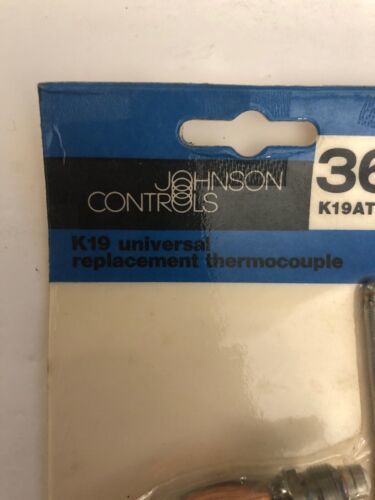 JOHNSON
CONTROLS
36
K19AT
K19 universal
replacement thermocouple